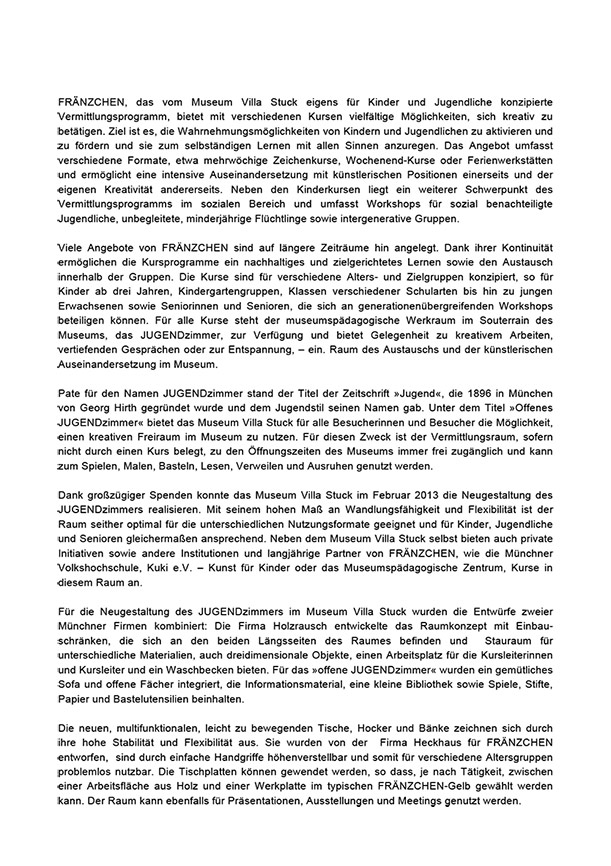 FRÄNZCHEN, das vom Museum Villa Stuck eigens für Kinder und Jugendliche konzipierte
Vermittlungsprogramm, bietet mit verschiedenen Kursen vielfältige Möglichkeiten, sich kreativ zu
betätigen. Ziel ist es, die Wahrnehmungsmöglichkeiten von Kindern und Jugendlichen zu aktivieren und
zu fördern und sie zum selbständigen Lernen mit allen Sinnen anzuregen. Das Angebot umfasst
verschiedene Formate, etwa mehrwöchige Zeichenkurse, Wochenend-Kurse oder Ferienwerkstätten
und ermöglicht eine intensive Auseinandersetzung mit künstlerischen Positionen einerseits und der
eigenen Kreativität andererseits. Neben den Kinderkursen liegt ein weiterer Schwerpunkt des
Vermittlungsprogramms im sozialen Bereich und umfasst Workshops für sozial benachteiligte
Jugendliche, unbegleitete, minderjährige Flüchtlinge sowie intergenerative Gruppen.

Viele Angebote von FRÄNZCHEN sind auf längere Zeiträume hin angelegt. Dank ihrer Kontinuität
ermöglichen die Kursprogramme ein nachhaltiges und zielgerichtetes Lernen sowie den Austausch
innerhalb der Gruppen. Die Kurse sind für verschiedene Alters- und Zielgruppen konzipiert, so für
Kinder ab drei Jahren, Kindergartengruppen, Klassen verschiedener Schularten bis hin zu jungen
Erwachsenen sowie Seniorinnen und Senioren, die sich an generationenübergreifenden Workshops
beteiligen können. Für alle Kurse steht der museumspädagogische Werkraum im Souterrain des
Museums, das JUGENDzimmer, zur Verfügung und bietet Gelegenheit zu kreativem Arbeiten,
vertiefenden Gesprächen oder zur Entspannung, – ein. Raum des Austauschs und der künstlerischen
Auseinandersetzung im Museum.

Pate für den Namen JUGENDzimmer stand der Titel der Zeitschrift »Jugend«, die 1896 in München
von Georg Hirth gegründet wurde und dem Jugendstil seinen Namen gab. Unter dem Titel »Offenes
JUGENDzimmer« bietet das Museum Villa Stuck für alle Besucherinnen und Besucher die Möglichkeit,
einen kreativen Freiraum im Museum zu nutzen. Für diesen Zweck ist der Vermittlungsraum, sofern
nicht durch einen Kurs belegt, zu den Öffnungszeiten des Museums immer frei zugänglich und kann
zum Spielen, Malen, Basteln, Lesen, Verweilen und Ausruhen genutzt werden.

Dank großzügiger Spenden konnte das Museum Villa Stuck im Februar 2013 die Neugestaltung des
JUGENDzimmers realisieren. Mit seinem hohen Maß an Wandlungsfähigkeit und Flexibilität ist der
Raum seither optimal für die unterschiedlichen Nutzungsformate geeignet und für Kinder, Jugendliche
und Senioren gleichermaßen ansprechend. Neben dem Museum Villa Stuck selbst bieten auch private
Initiativen sowie andere Institutionen und langjährige Partner von FRÄNZCHEN, wie die Münchner
Volkshochschule, Kuki e.V. – Kunst für Kinder oder das Museumspädagogische Zentrum, Kurse in
diesem Raum an.

Für die Neugestaltung des JUGENDzimmers im Museum Villa Stuck wurden die Entwürfe zweier
Münchner Firmen kombiniert: Die Firma Holzrausch entwickelte das Raumkonzept mit Einbau-
schränken, die sich an den beiden Längsseiten des Raumes befinden und Stauraum für
unterschiedliche Materialien, auch dreidimensionale Objekte, einen Arbeitsplatz für die Kursleiterinnen
und Kursleiter und ein Waschbecken bieten. Für das »offene JUGENDzimmer« wurden ein gemütliches
Sofa und offene Fächer integriert, die Informationsmaterial, eine kleine Bibliothek sowie Spiele, Stifte,
Papier und Bastelutensilien beinhalten.

Die neuen, multifunktionalen, leicht zu bewegenden Tische, Hocker und Bänke zeichnen sich durch
ihre hohe Stabilität und Flexibilität aus. Sie wurden von der Firma Heckhaus für FRÄNZCHEN
entworfen, sind durch einfache Handgriffe höhenverstellbar und somit für verschiedene Altersgruppen
problemlos nutzbar. Die Tischplatten können gewendet werden, so dass, je nach Tätigkeit, zwischen
einer Arbeitsfläche aus Holz und einer Werkplatte im typischen FRÄNZCHEN-Gelb gewählt werden
kann. Der Raum kann ebenfalls für Präsentationen, Ausstellungen und Meetings genutzt werden.